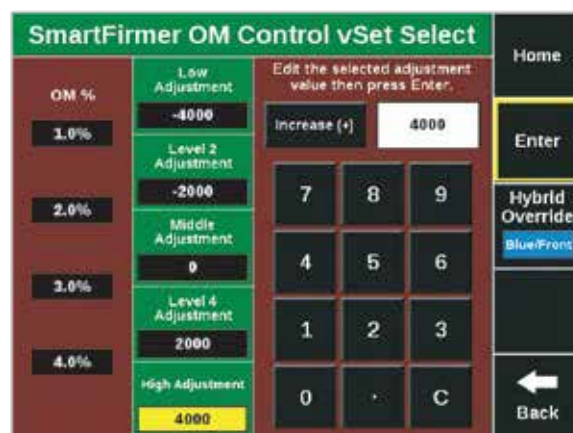 SmartFirmer OM Control vSet Select
OM %
1.0%
2.0%
3.0%
4.0%
Low
Adjustment
-4000
Level 2
Adjustment
-2000
Middle
Adjustment
0
Level 4
Adjustment
2000
High Adjustment
4000
Edit the selected adjustment
value then press Enter.
Increase (+)
4000
7 8 9
4 5 6
1 2 3
0 . C
Home
Enter
Hybrid
Override
Blue/Front
Back